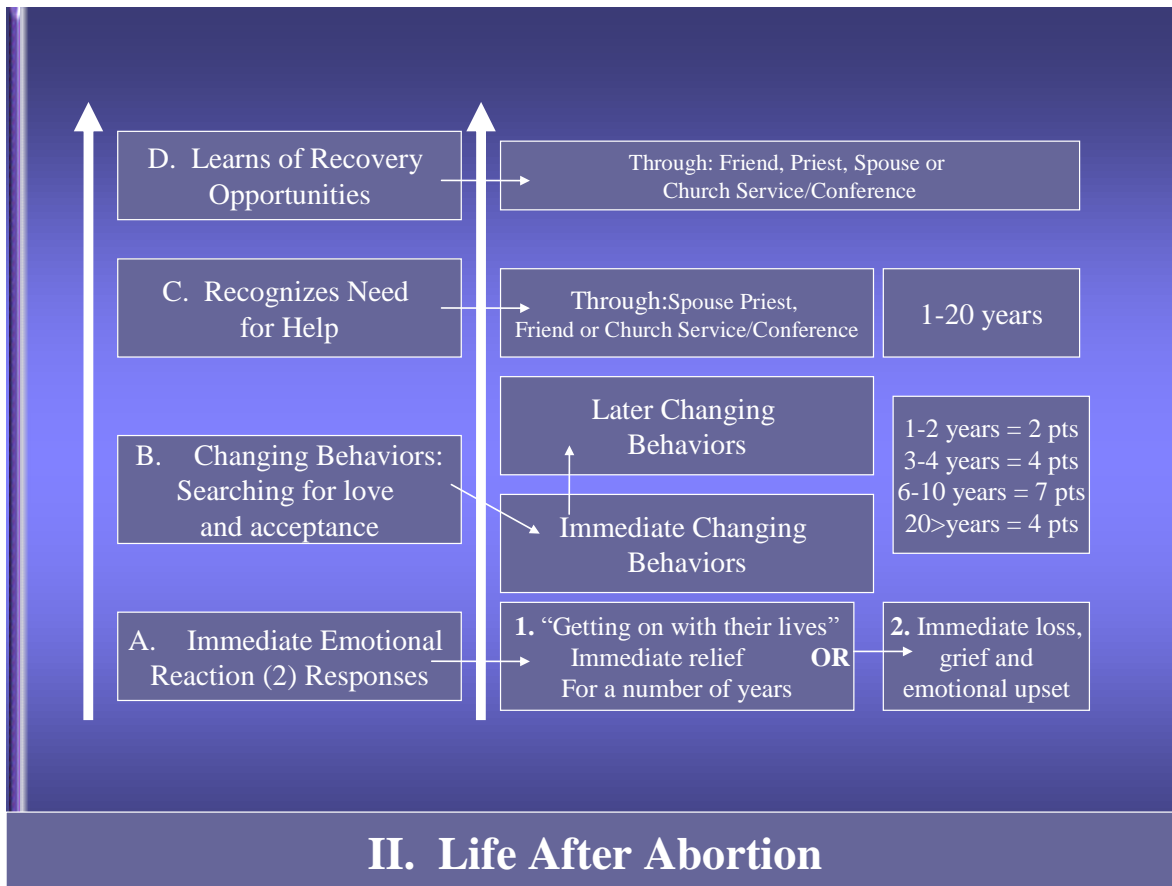 D. Learns of Recovery
Opportunities
Through: Friend, Priest, Spouse or
Church Service/Conference
C. Recognizes Need
for Help
Through:Spouse Priest,
Friend or Church Service/Conference
1-20 years
Later Changing
Behaviors
B. Changing Behaviors:
Searching for love
and acceptance
Immediate Changing
Behaviors
1-2 years = 2 pts
3-4 years = 4 pts
6-10 years = 7 pts
20>years = 4 pts
A. Immediate Emotional
Reaction (2) Responses
1. “Getting on with their lives”
Immediate relief OR
For a number of years
2. Immediate loss,
grief and
emotional upset
II. Life After Abortion